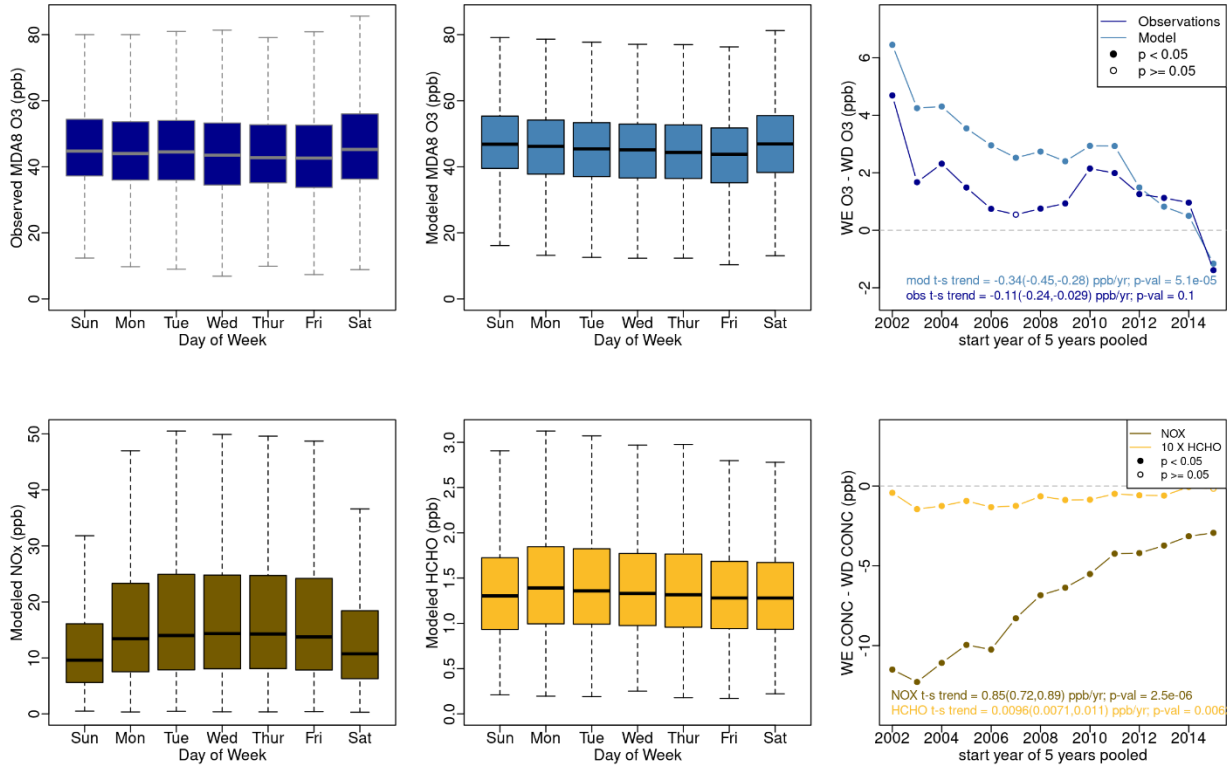 Observed MDA8 O3 (ppb)
80
60
40
20
0
Sun Mon Tue Wed Thur Fri Sat
Day of Week
Modeled MDA8 O3 (ppb)
80
60
40
20
0
Sun Mon Tue Wed Thur Fri Sat
Day of Week
WE O3 - WD O3 (ppb)
6
4
2
0
-2
Observations
Model
p < 0.05
p >= 0.05
mod t-s trend = -0.34(-0.45,-0.28) ppb/yr; p-val = 5.1e-05
obs t-s trend = -0.11(-0.24,-0.029) ppb/yr; p-val = 0.1
2002 2004 2006 2008 2010 2012 2014
start year of 5 years pooled
Modeled NOx (ppb)
50
40
30
20
10
0
Sun Mon Tue Wed Thur Fri Sat
Day of Week
Modeled HCHO (ppb)
3.0
2.5
2.0
1.5
1.0
0.5
0.0
Sun Mon Tue Wed Thur Fri Sat
Day of Week
WE CONC - WD CONC (ppb)
0
-5
-10
NOX
10 X HCHO
p < 0.05
p >= 0.05
NOX t-s trend = 0.85(0.72,0.89) ppb/yr; p-val = 2.5e-06
HCHO t-s trend = 0.0096(0.0071,0.011) ppb/yr; p-val = 0.006
2002 2004 2006 2008 2010 2012 2014
start year of 5 years pooled